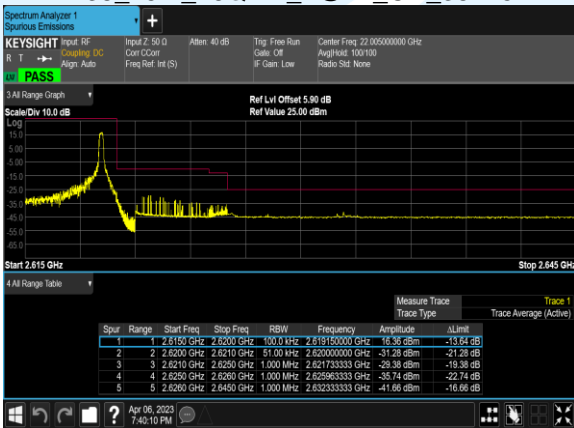 Spectrum Analyzer 1
Spurious Emissions
+
KEYSIGHT Input: RF Input Z: 50 Ω Atten: 40 dB Trig: Free Run Center Freq: 22.005000000 GHz
R T Coupling: DC Corr CCorr Gate: Off Avg|Hold: 100/100
Align: Auto Freq Ref: Int (S) IF Gain: Low Radio Std: None
PASS
3 All Range Graph
Ref Lvl Offset 5.90 dB
Scale/Div 10.0 dB Ref Value 25.00 dBm
Log
15.0
5.00
-5.00
-15.0
-25.0
-35.0
-45.0
-55.0
-65.0
Start 2.615 GHz Stop 2.645 GHz
4 All Range Table
Measure Trace Trace 1
Trace Type Trace Average (Active)
Spur Range Start Freq Stop Freq RBW Frequency Amplitude ΔLimit
1 1 2.6150 GHz 2.6200 GHz 100.0 kHz 2.619150000 GHz 16.36 dBm -13.64 dB
2 2 2.6200 GHz 2.6210 GHz 51.00 kHz 2.620000000 GHz -31.28 dBm -21.28 dB
3 3 2.6210 GHz 2.6250 GHz 1.000 MHz 2.621733333 GHz -29.38 dBm -19.38 dB
4 4 2.6250 GHz 2.6260 GHz 1.000 MHz 2.625963333 GHz -35.74 dBm -22.74 dB
5 5 2.6260 GHz 2.6450 GHz 1.000 MHz 2.632333333 GHz -41.66 dBm -16.66 dB
? Apr 06, 2023
7:40:10 PM